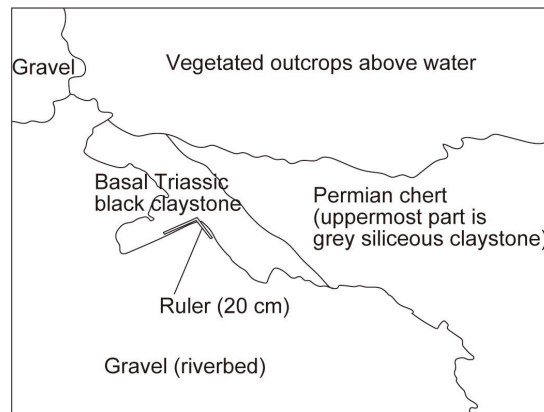 Gravel
Vegetated outcrops above water
Basal Triassic
black claystone
Permian chert
(uppermost part is
grey siliceous claystone)
Ruler (20 cm)
Gravel (riverbed)